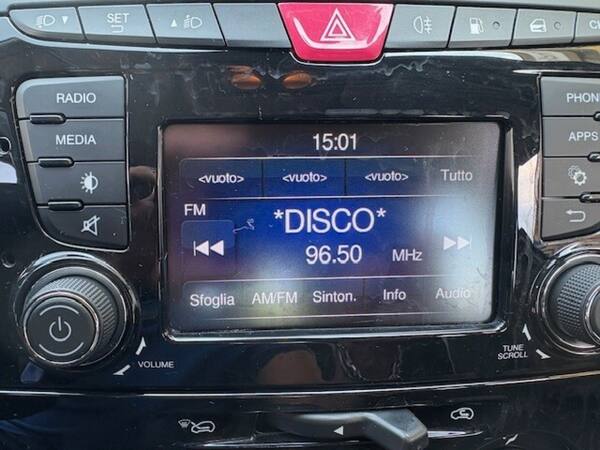 SET
RADIO
MEDIA
PHONE
APPS
15:01
<vuoto> <vuoto> <vuoto> Tutto
FM
*DISCO*
96.50 MHz
Sfoglia AM/FM Sinton. Info Audio
VOLUME
TUNE
SCROLL